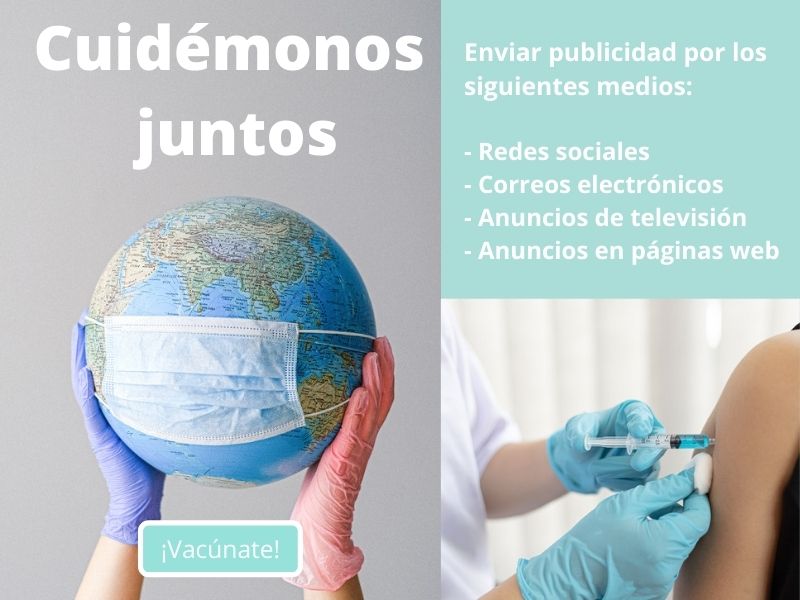 Cuidémonos
juntos
Enviar publicidad por los
siguientes medios:
- Redes sociales
- Correos electrónicos
- Anuncios de televisión
- Anuncios en páginas web
¡Vacúnate!